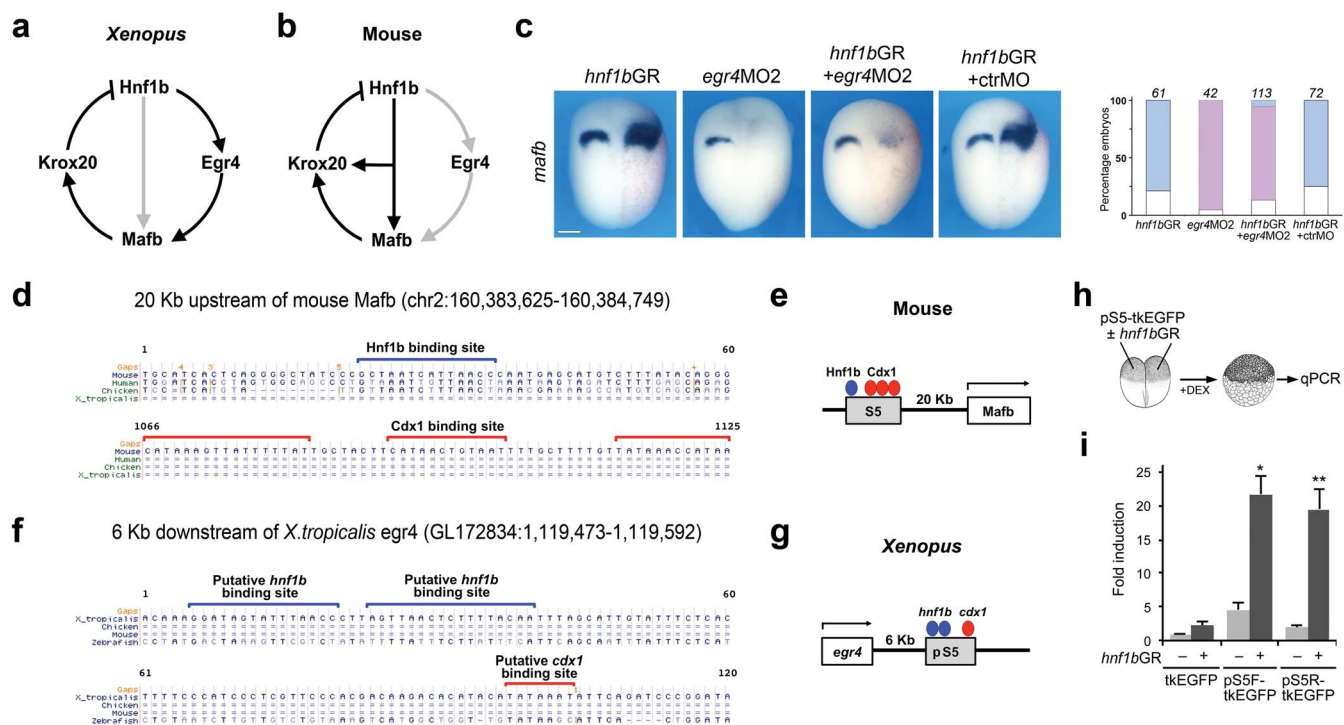 a
Xenopus
Hnf1b
Krox20
Egr4
Mafb
b
Mouse
Hnf1b
Krox20
Egr4
Mafb
c
hnf1bGR
egr4MO2
hnf1bGR
+egr4MO2
hnf1bGR
+ctrMO
mafb
Percentage embryos
100
75
50
25
0
61
42
113
72
hnf1bGR
egr4MO2
hnf1bGR
+egr4MO2
hnf1bGR
+ctrMO
d
20 Kb upstream of mouse Mafb (chr2:160,383,625-160,384,749)
1
Hnf1b binding site
60
Gaps
Mouse
Human
Chicken
X_tropicalis
1066
Cdx1 binding site
1125
Gaps
Mouse CATAAAGTTATTTTTATTGCTACTTCATAACTGTAATTTGCTTTTGTTATAAACCATAA
Human
Chicken
X_tropicalis
e
Mouse
Hnf1b Cdx1
S5
20 Kb
Mafb
f
6 Kb downstream of X.tropicalis egr4 (GL172834:1,119,473-1,119,592)
1
Putative hnf1b
binding site
Putative hnf1b
binding site
60
Gaps
X_tropicalis
Chicken
Mouse
Zebrafish
61
Putative cdx1
binding site
120
Gaps
X_tropicalis
Chicken
Mouse
Zebrafish
g
Xenopus
hnf1b cdx1
egr4
6 Kb
pS5
h
pS5-tkEGFP
± hnf1bGR
+DEX
qPCR
i
Fold induction
25
20
15
10
5
0
*
**
hnf1bGR – + – + – +
tkEGFP
pS5F-
tkEGFP
pS5R-
tkEGFP